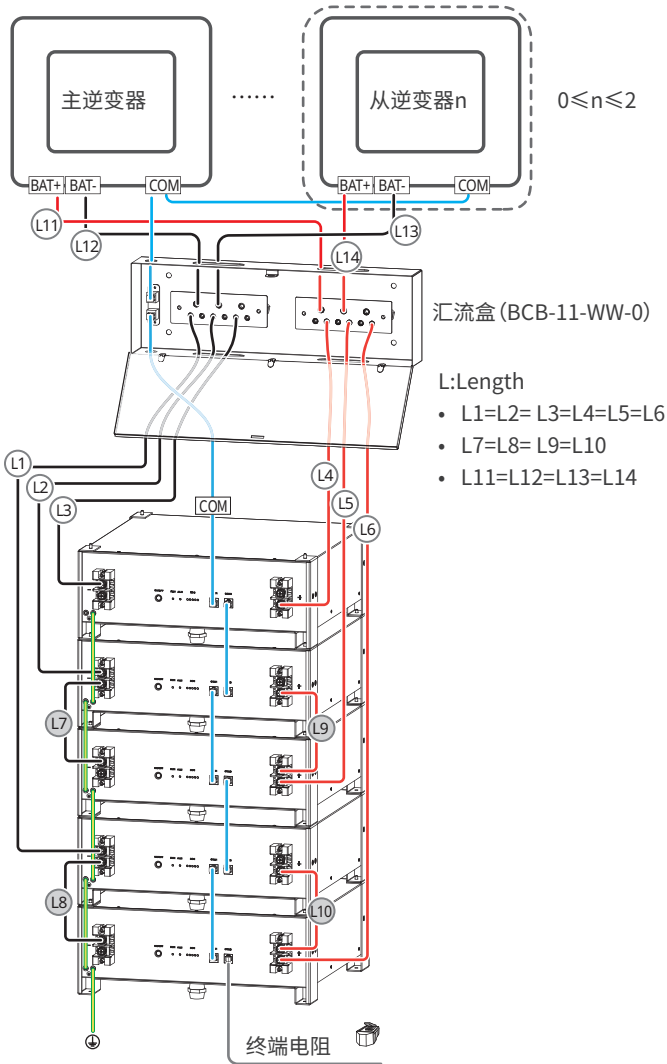 主逆变器
......
从逆变器n
0≤n≤2
BAT+ BAT- COM
BAT+ BAT- COM
L11
L12
L13
L14
汇流盒（BCB-11-WW-0）
L:Length
• L1=L2= L3=L4=L5=L6
• L7=L8= L9=L10
• L11=L12=L13=L14
L1
L2
L3
L4
L5
L6
COM
L7
L9
L8
L10
终端电阻